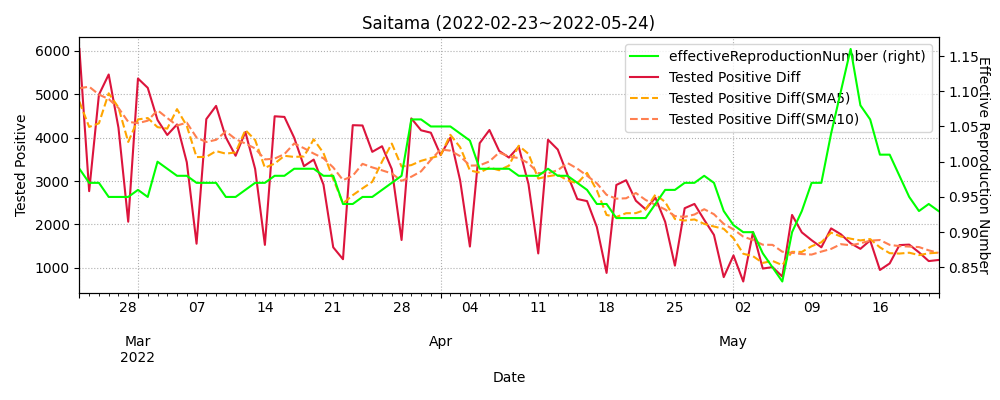 Saitama (2022-02-23~2022-05-24)
effectiveReproductionNumber (right)
Tested Positive Diff
Tested Positive Diff(SMA5)
Tested Positive Diff(SMA10)
Tested Positive
6000
5000
4000
3000
2000
1000
1.15
1.10
1.05
1.00
0.95
0.90
0.85
Effective Reproduction Number
28 07 14 21 28 04 11 18 25 02 09 16
Mar Apr May
2022
Date